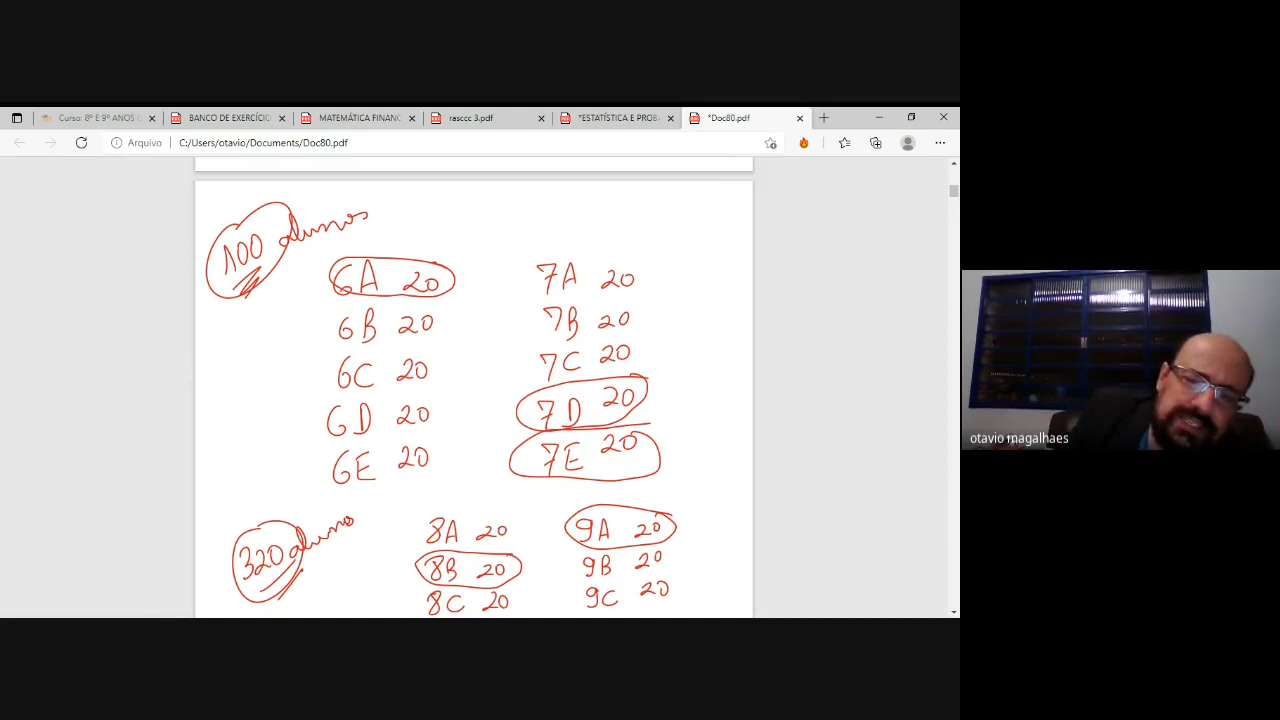 Curso: 8º E 9º ANOS
BANCO DE EXERCÍCIO
MATEMÁTICA FINANC
rasccc 3.pdf
*ESTATÍSTICA E PROB
*Doc80.pdf
Arquivo C:/Users/otavio/Documents/Doc80.pdf
100 alunos
6A 20 7A 20
6B 20 7B 20
6C 20 7C 20
6D 20 7D 20
6E 20 7E 20
320 aluno
8A 20 9A 20
8B 20 9B 20
8C 20 9C 20
otavio magalhaes